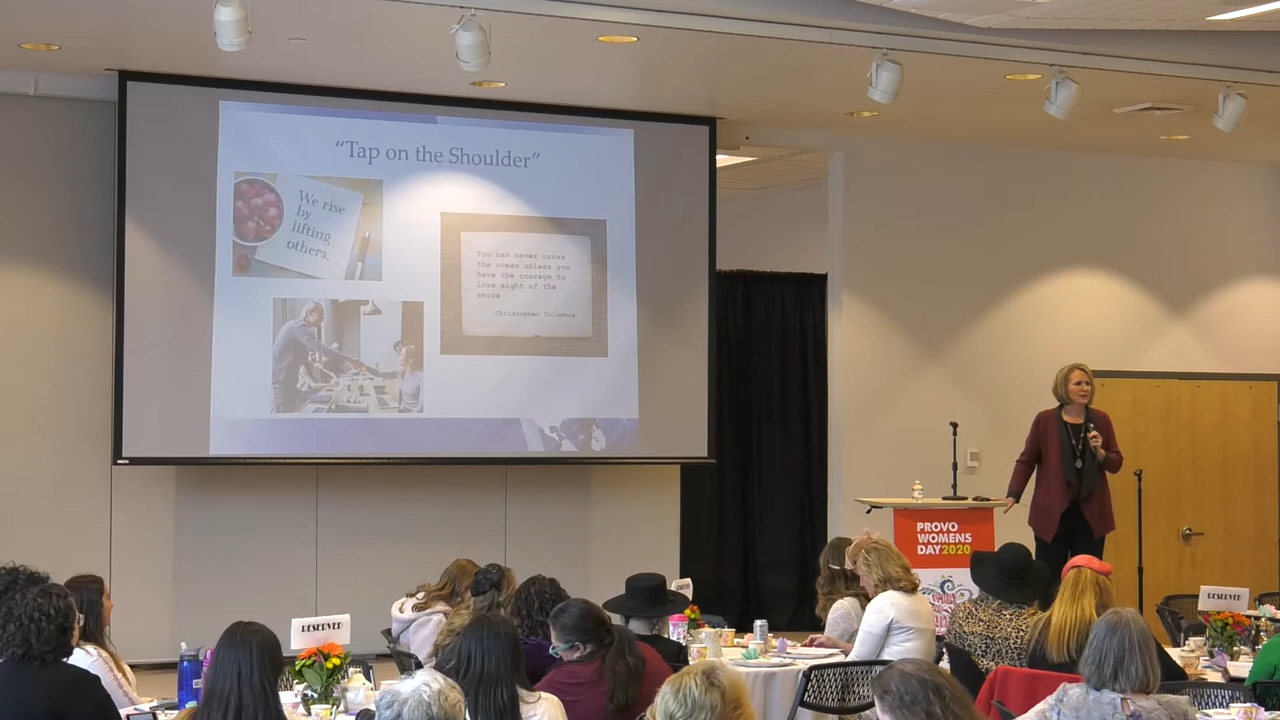 “Tap on the Shoulder”
We rise
by
lifting
others.
You can never cross
the ocean unless you
have the courage to
lose sight of the
shore
Christopher Columbus
PROVO
WOMENS
DAY2020
RESERVED
RESERVED